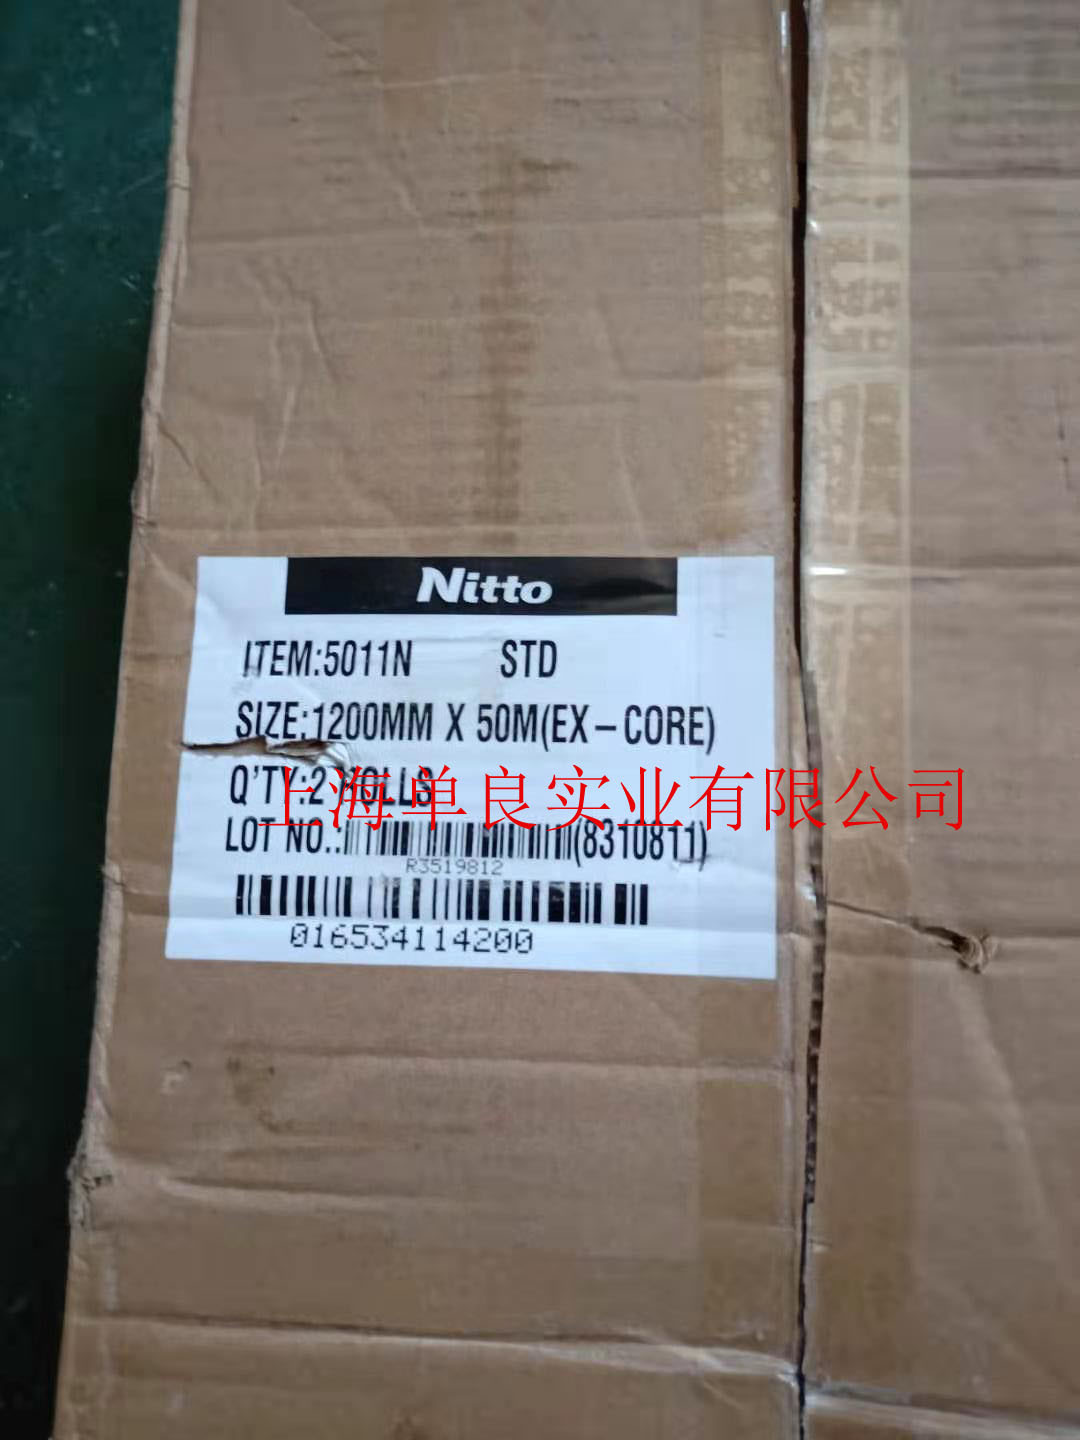 Nitto
ITEM:5011N STD
SIZE:1200MM X 50M(EX-CORE)
Q'TY:2 ROLLS
上海单良实业有限公司
LOT NO.:(8310811)
R3519812
016534114200